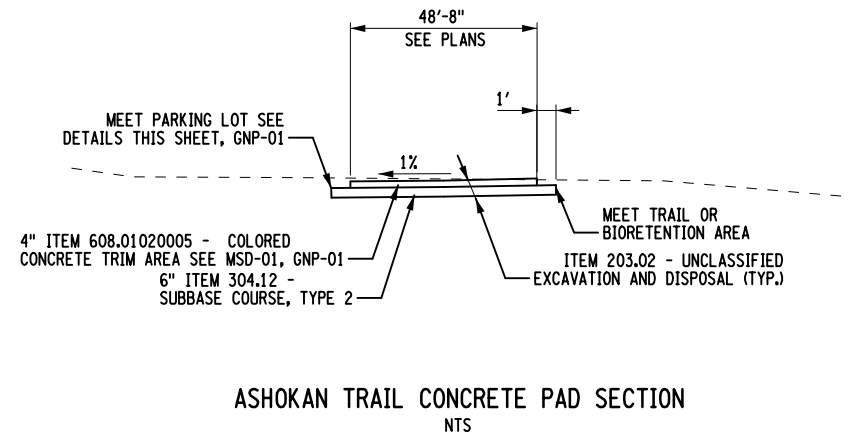 48'-8"
SEE PLANS
1'
MEET PARKING LOT SEE
DETAILS THIS SHEET, GNP-01
1%
4" ITEM 608.01020005 - COLORED
CONCRETE TRIM AREA SEE MSD-01, GNP-01
6" ITEM 304.12 -
SUBBASE COURSE, TYPE 2
MEET TRAIL OR
BIORETENTION AREA
ITEM 203.02 - UNCLASSIFIED
EXCAVATION AND DISPOSAL (TYP.)
ASHOKAN TRAIL CONCRETE PAD SECTION
NTS